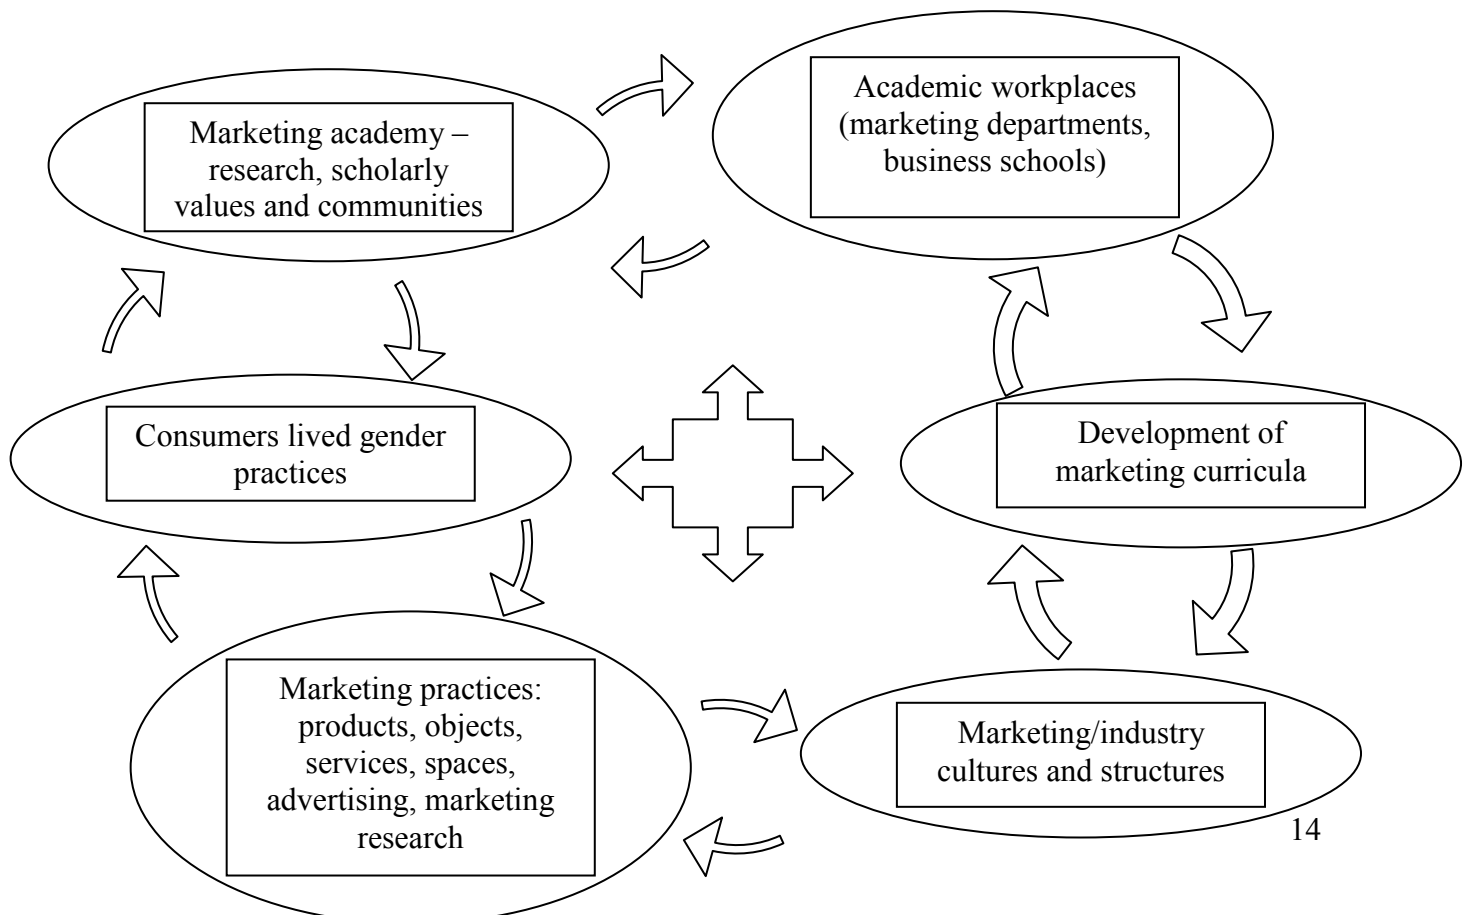 Marketing academy –
research, scholarly
values and communities
Academic workplaces
(marketing departments,
business schools)
Consumers lived gender
practices
Development of
marketing curricula
Marketing practices:
products, objects,
services, spaces,
advertising, marketing
research
Marketing/industry
cultures and structures
14